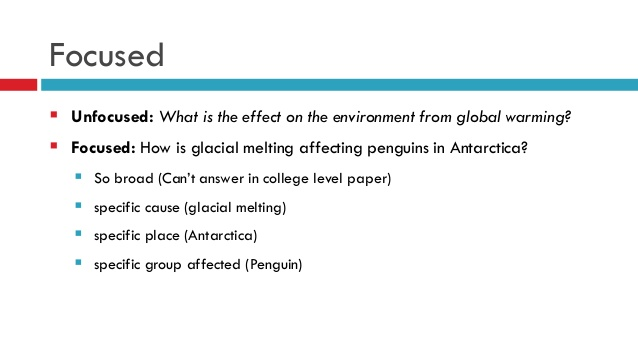 Focused
Unfocused: What is the effect on the environment from global warming?
Focused: How is glacial melting affecting penguins in Antarctica?
So broad (Can't answer in college level paper)
specific cause (glacial melting)
specific place (Antarctica)
specific group affected (Penguin)